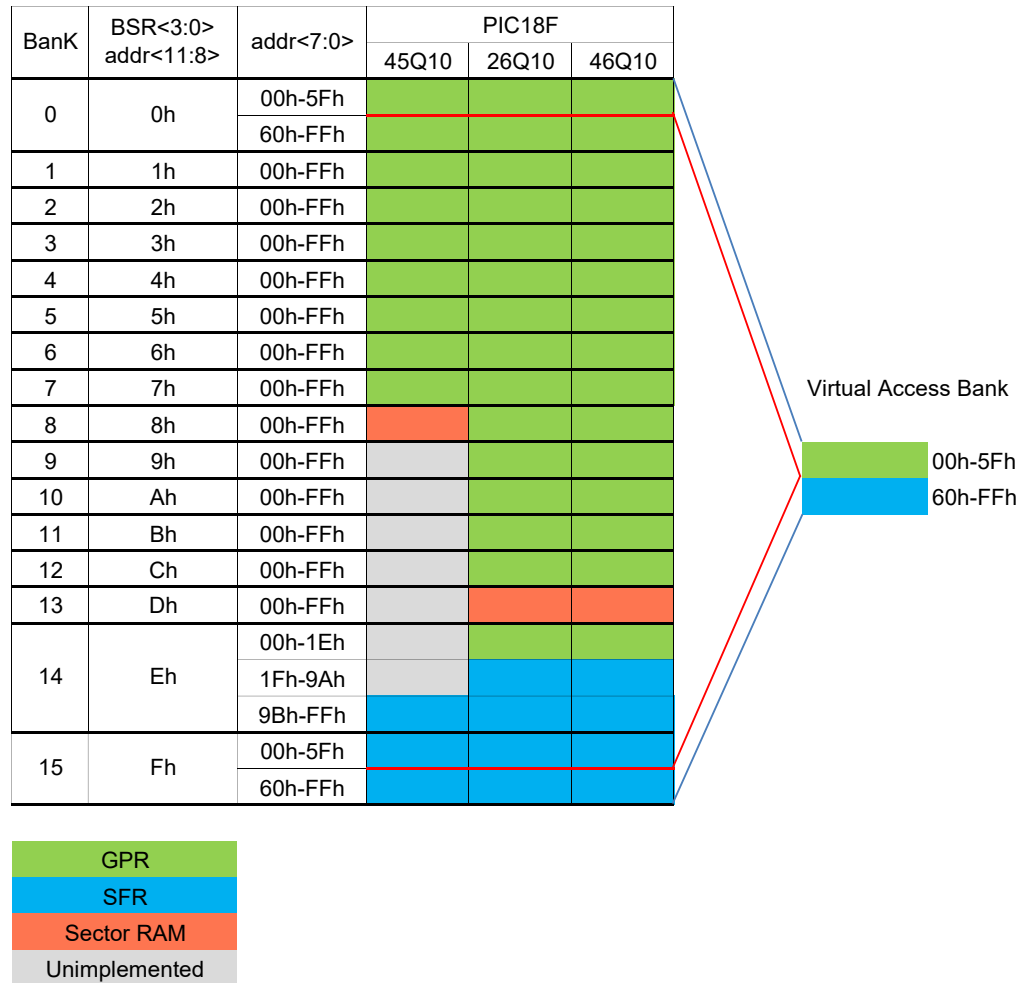 BanK BSR<3:0> addr<11:8> addr<7:0> PIC18F
45Q10 26Q10 46Q10
0 0h 00h-5Fh
60h-FFh
1 1h 00h-FFh
2 2h 00h-FFh
3 3h 00h-FFh
4 4h 00h-FFh
5 5h 00h-FFh
6 6h 00h-FFh
7 7h 00h-FFh
8 8h 00h-FFh
9 9h 00h-FFh
10 Ah 00h-FFh
11 Bh 00h-FFh
12 Ch 00h-FFh
13 Dh 00h-FFh
14 Eh 00h-1Eh
1Fh-9Ah
9Bh-FFh
15 Fh 00h-5Fh
60h-FFh
Virtual Access Bank
00h-5Fh
60h-FFh
GPR
SFR
Sector RAM
Unimplemented